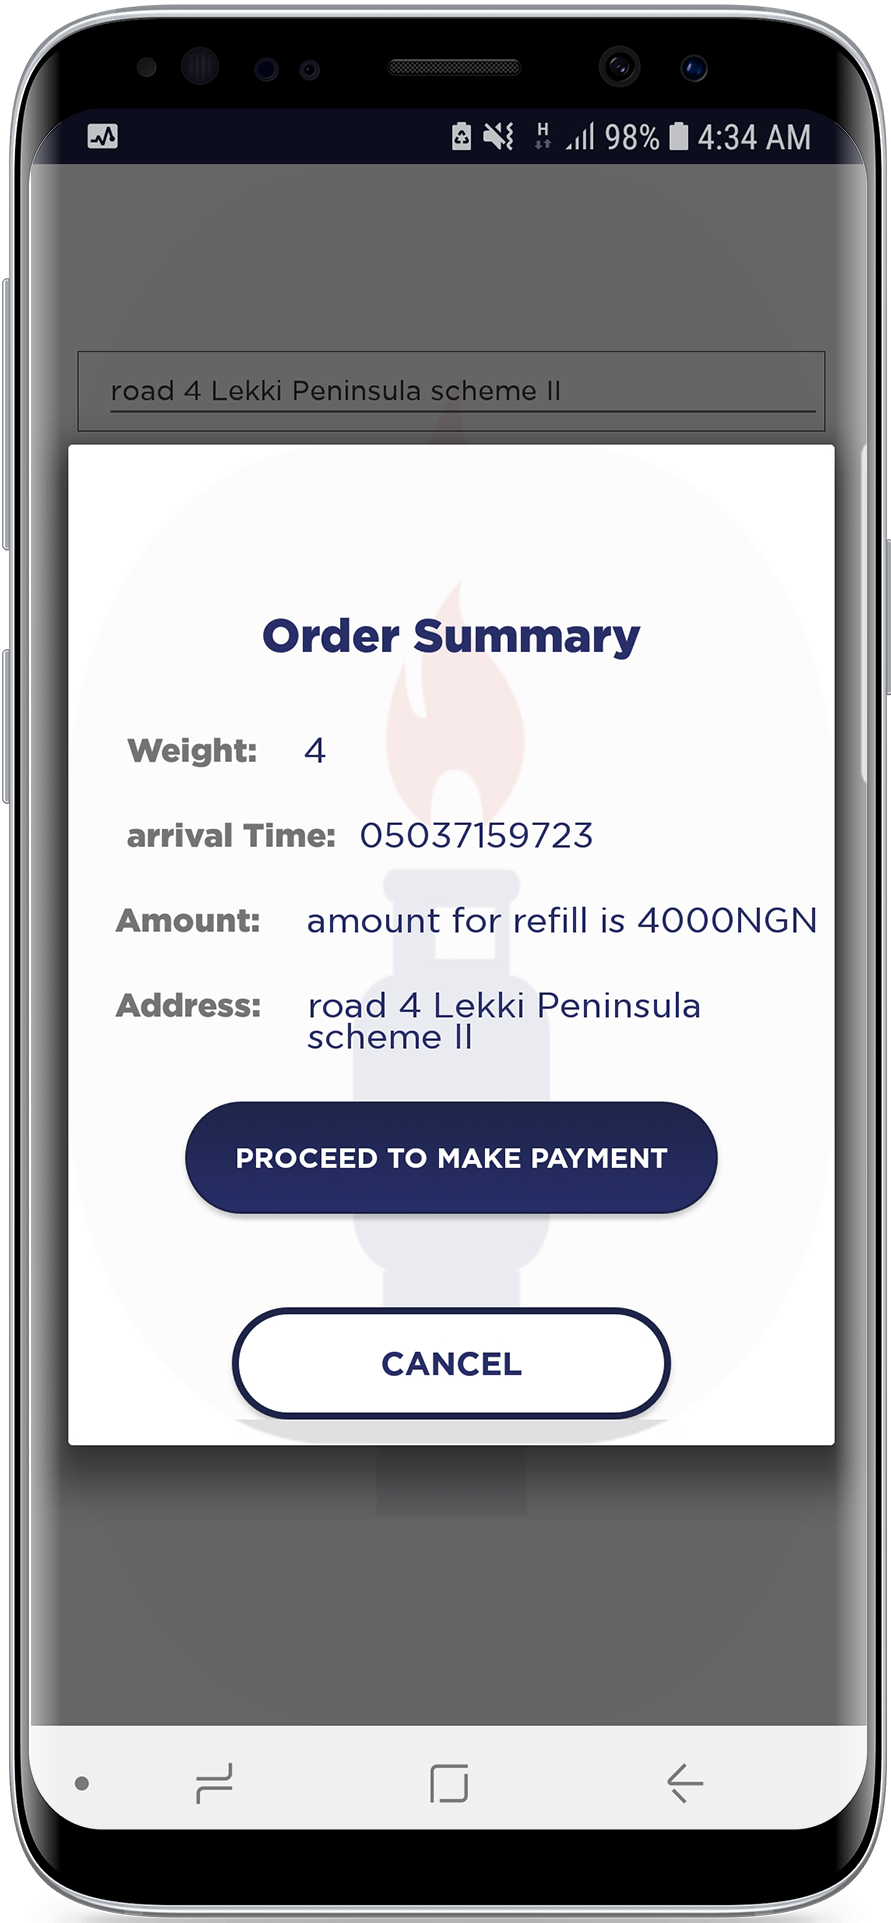 H 98% 4:34 AM
road 4 Lekki Peninsula scheme II
Order Summary
Weight: 4
arrival Time: 05037159723
Amount: amount for refill is 4000NGN
Address: road 4 Lekki Peninsula
scheme II
PROCEED TO MAKE PAYMENT
CANCEL